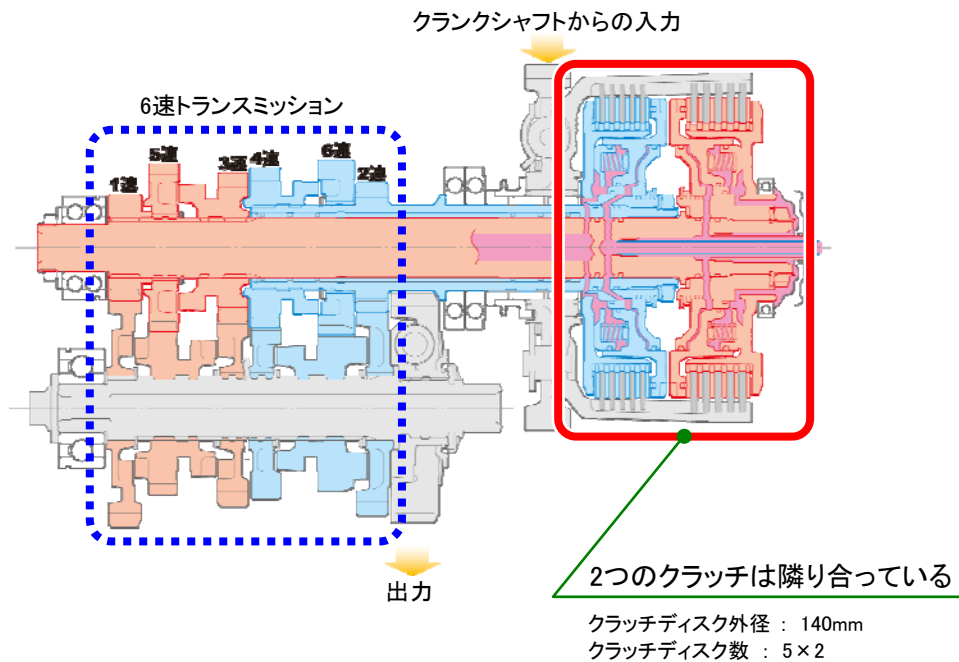 クランクシャフトからの入力
6速トランスミッション
1速
5速
3速
4速
6速
2速
出力
2つのクラッチは隣り合っている
クラッチディスク外径 : 140mm
クラッチディスク数 : 5×2